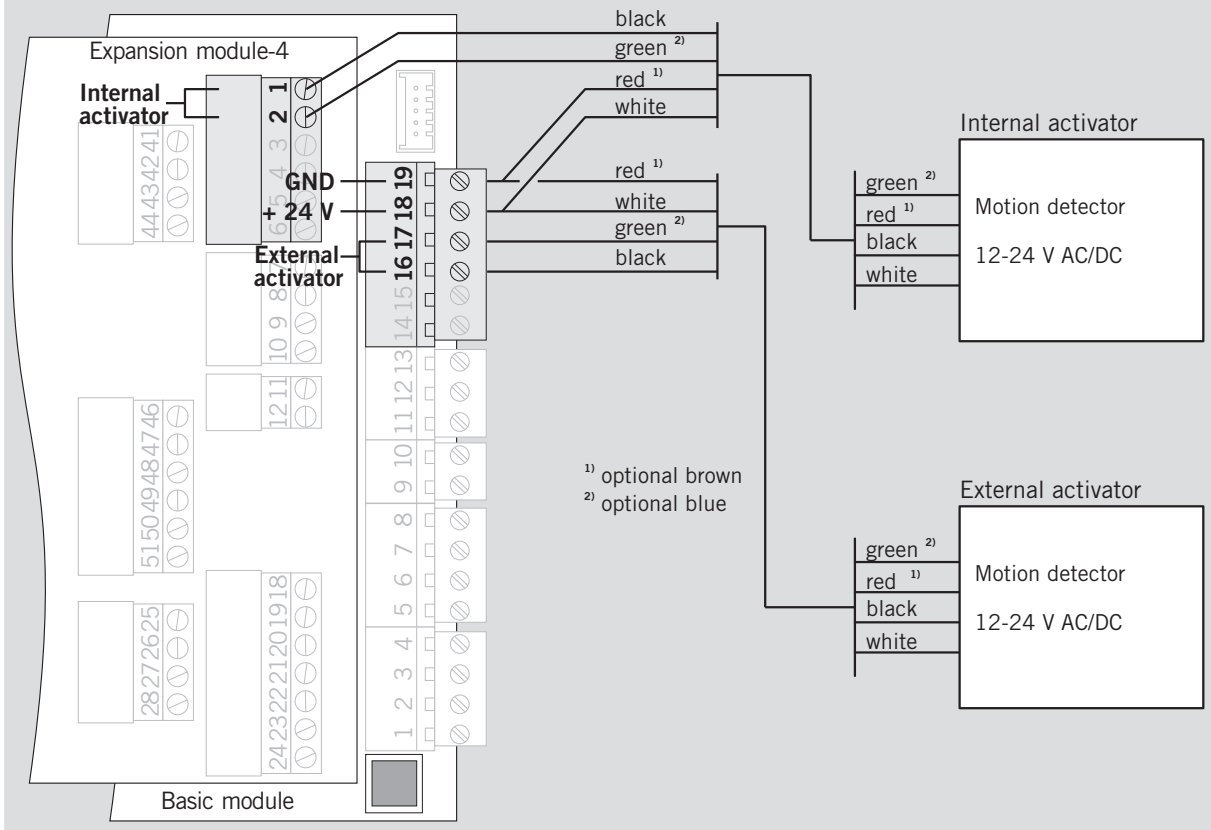 Expansion module-4
Internal
activator
1
2
3
4
5
6
41
42
43
44
7
8
9
10
11
12
46
47
48
49
50
51
25
26
27
28
18
19
20
21
22
23
24
GND
+ 24 V
External
activator
19
18
17
16
15
14
13
12
11
10
9
8
7
6
5
4
3
2
1
Basic module
black
green 2)
red 1)
white
red 1)
white
green 2)
black
1) optional brown
2) optional blue
Internal activator
green 2)
red 1)
black
white
Motion detector
12-24 V AC/DC
External activator
green 2)
red 1)
black
white
Motion detector
12-24 V AC/DC